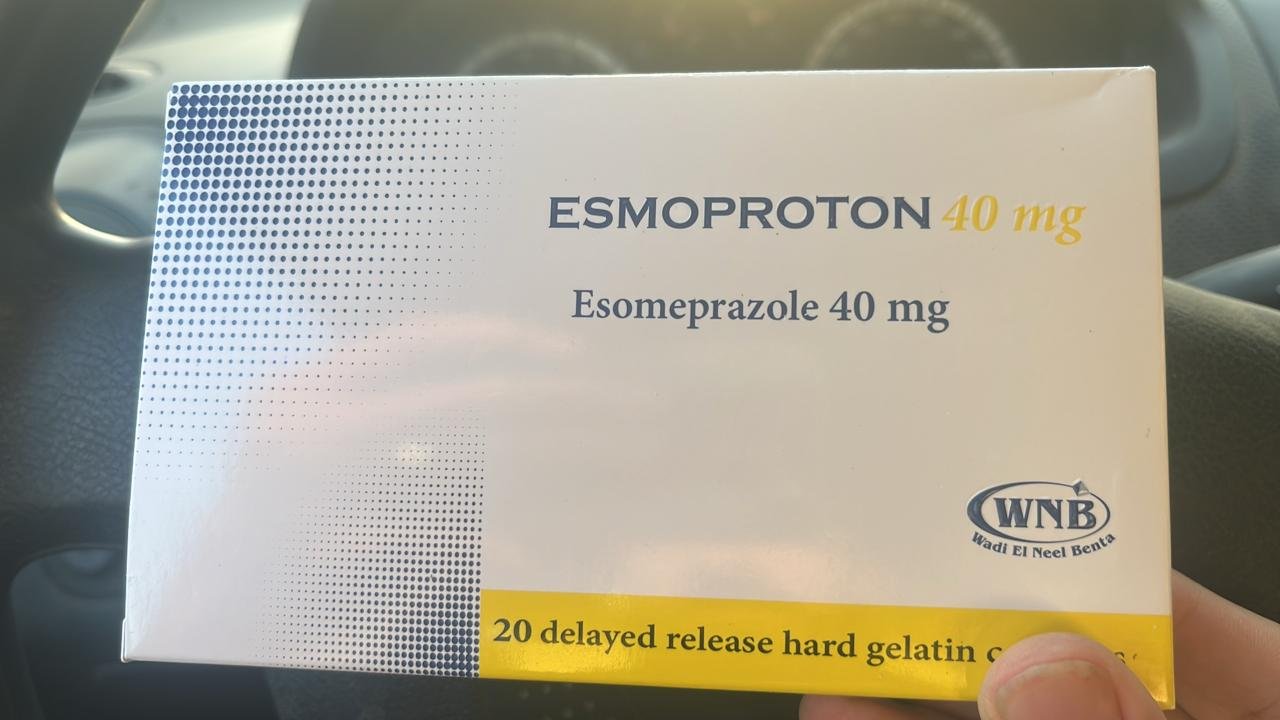 ESMOPROTON 40 mg
Esomeprazole 40 mg
WNB
Wadi El Neel Benta
20 delayed release hard gelatin